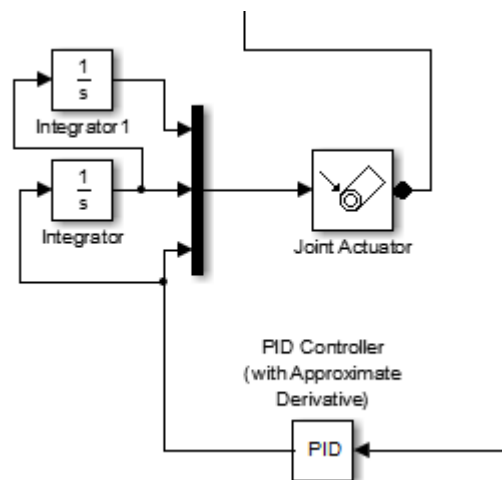 1
s
Integrator1
1
s
Integrator
Joint Actuator
PID Controller
(with Approximate
Derivative)
PID